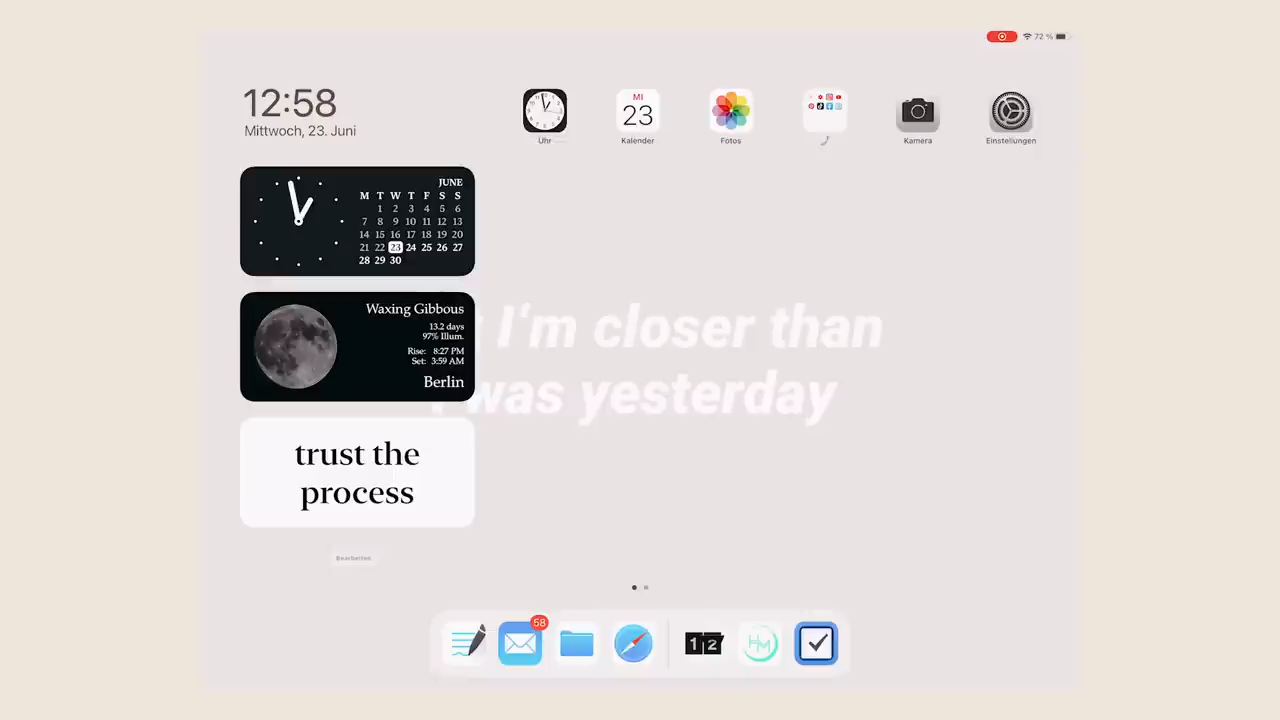 72 %
12:58
Mittwoch, 23. Juni
MI
23
Uhr
Kalender
Fotos
Kamera
Einstellungen
JUNE
M T W T F S S
1 2 3 4 5 6
7 8 9 10 11 12 13
14 15 16 17 18 19 20
21 22 23 24 25 26 27
28 29 30
Waxing Gibbous
13.2 days
97% Illum.
Rise: 8:27 PM
Set: 3:59 AM
Berlin
I'm closer than
I was yesterday
trust the
process
Bearbeiten
58
12
HM